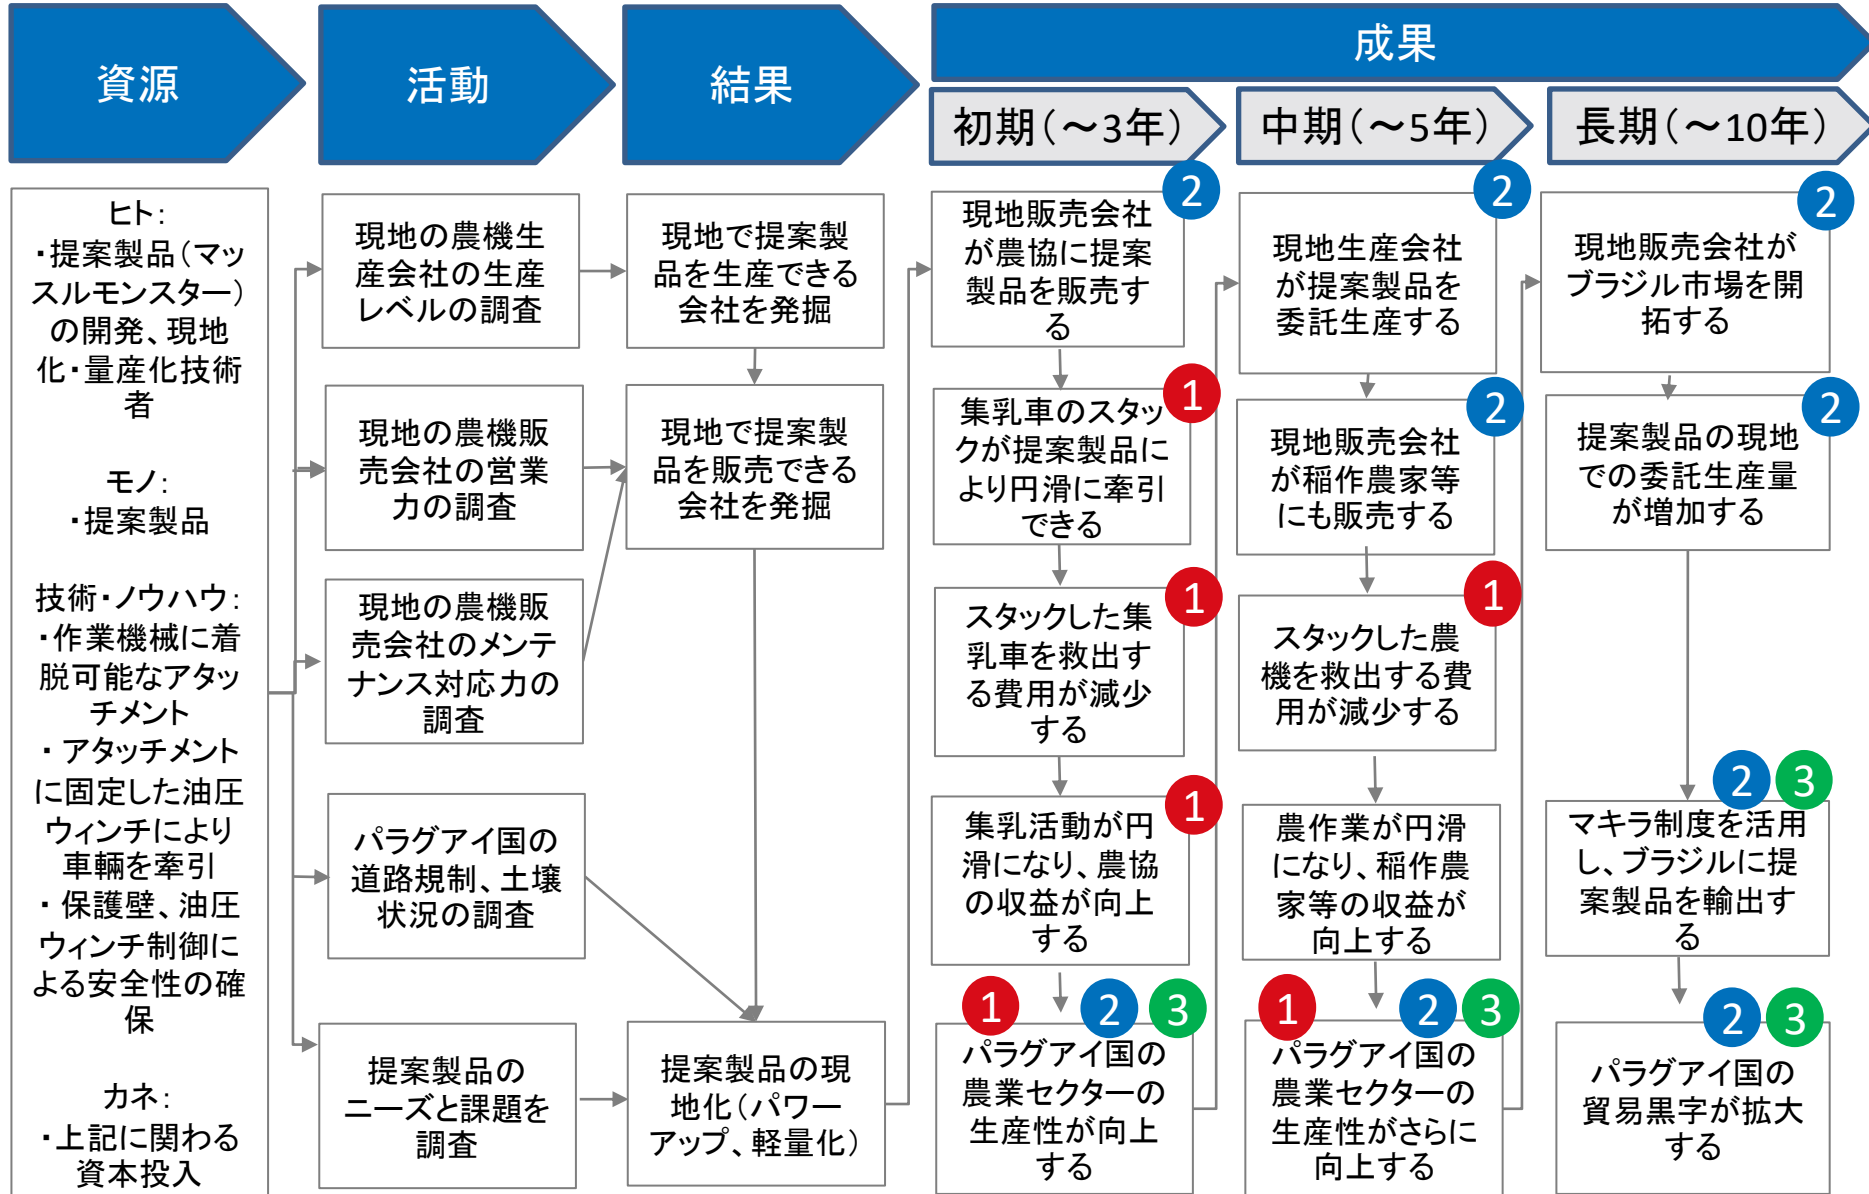 資源
活動
結果
成果
初期（～3年）
中期（～5年）
長期（～10年）
ヒト：
・提案製品（マッ
スルモンスター）
の開発、現地
化・量産化技術
者
モノ：
・提案製品
技術・ノウハウ：
・作業機械に着
脱可能なアタッ
チメント
・アタッチメント
に固定した油圧
ウィンチにより
車輛を牽引
・保護壁、油圧
ウィンチ制御に
よる安全性の確
保
カネ：
・上記に関わる
資本投入
現地の農機生
産会社の生産
レベルの調査
現地の農機販
売会社の営業
力の調査
現地の農機販
売会社のメンテ
ナンス対応力の
調査
パラグアイ国の
道路規制、土壌
状況の調査
提案製品の
ニーズと課題を
調査
現地で提案製
品を生産できる
会社を発掘
現地で提案製
品を販売できる
会社を発掘
提案製品の現
地化（パワー
アップ、軽量化）
2
現地販売会社
が農協に提案
製品を販売す
る
1
集乳車のスタッ
クが提案製品に
より円滑に牽引
できる
1
スタックした集
乳車を救出す
る費用が減少
する
1
集乳活動が円
滑になり、農協
の収益が向上
する
1 2 3
パラグアイ国の
農業セクターの
生産性が向上
する
2
現地生産会社
が提案製品を
委託生産する
2
現地販売会社
が稲作農家等
にも販売する
1
スタックした農
機を救出する費
用が減少する
農作業が円滑
になり、稲作農
家等の収益が
向上する
1 2 3
パラグアイ国の
農業セクターの
生産性がさらに
向上する
2
現地販売会社が
ブラジル市場を開
拓する
2
提案製品の現地
での委託生産量
が増加する
2 3
マキラ制度を活用
し、ブラジルに提
案製品を輸出す
る
2 3
パラグアイ国の
貿易黒字が拡大
する